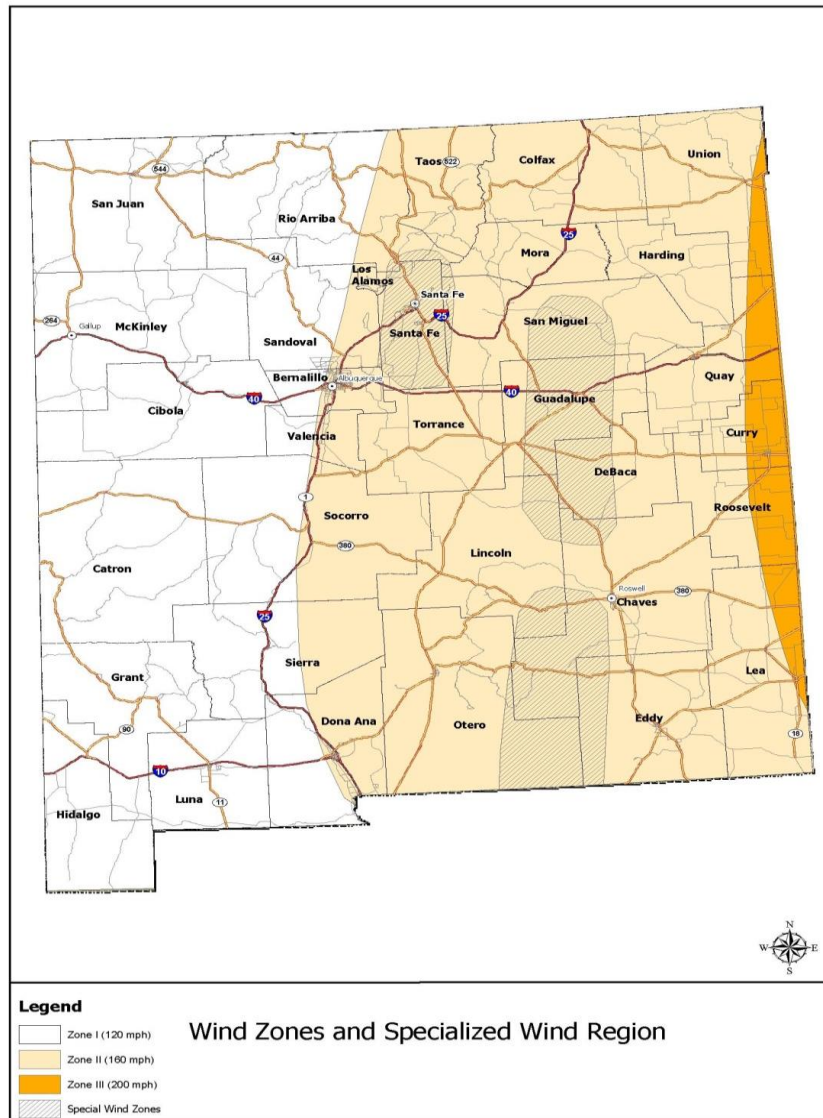 Union
Colfax
Taos
522
544
San Juan
Rio Arriba
25
Mora
Harding
44
Los
Alamos
Santa Fe
25
264
Gallup
McKinley
Sandoval
Santa Fe
San Miguel
Bernalillo
Albuquerque
Quay
40
40
Guadalupe
Cibola
Valencia
Torrance
Curry
DeBaca
1
Socorro
Roosevelt
380
Lincoln
Catron
Roswell
380
Chaves
25
Sierra
Grant
Lea
Dona Ana
Otero
Eddy
90
18
10
Luna
11
Hidalgo
N
W
E
S
Legend
Zone I (120 mph)
Wind Zones and Specialized Wind Region
Zone II (160 mph)
Zone III (200 mph)
Special Wind Zones